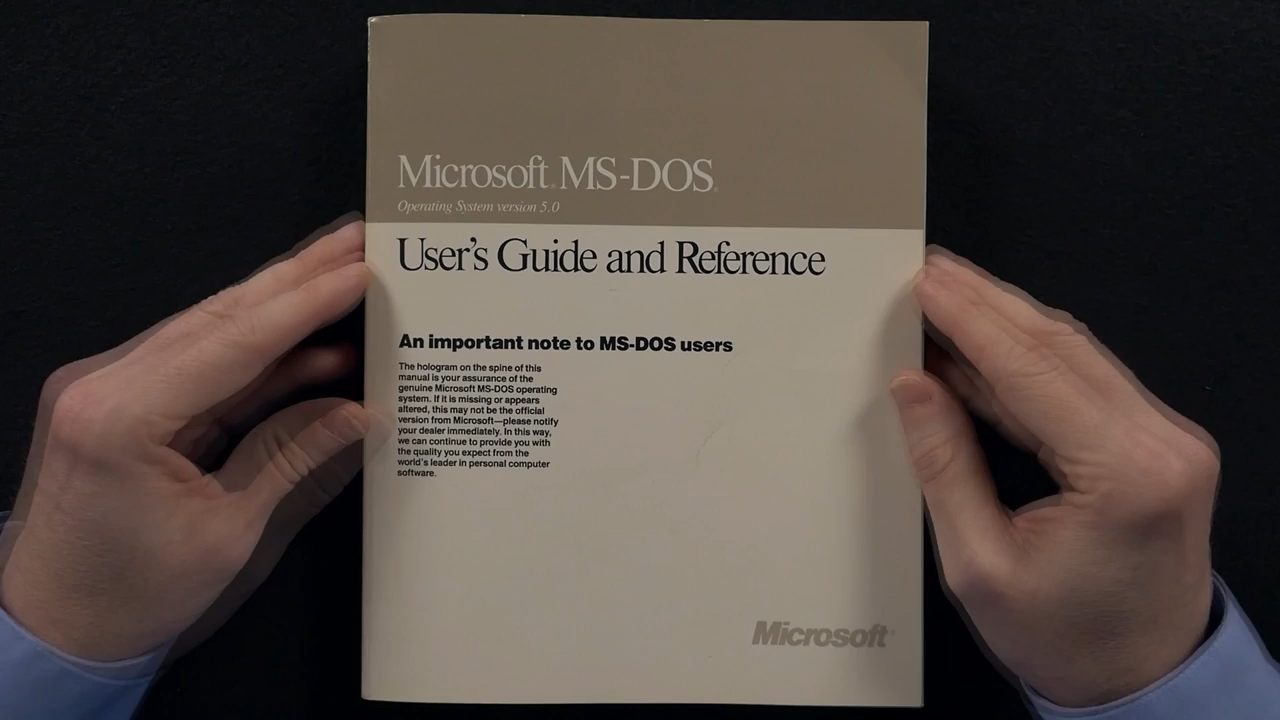 Microsoft® MS-DOS®
Operating System version 5.0
User's Guide and Reference
An important note to MS-DOS users
The hologram on the spine of this
manual is your assurance of the
genuine Microsoft MS-DOS operating
system. If it is missing or appears
altered, this may not be the official
version from Microsoft—please notify
your dealer immediately. In this way,
we can continue to provide you with
the quality you expect from the
world's leader in personal computer
software.
Microsoft®